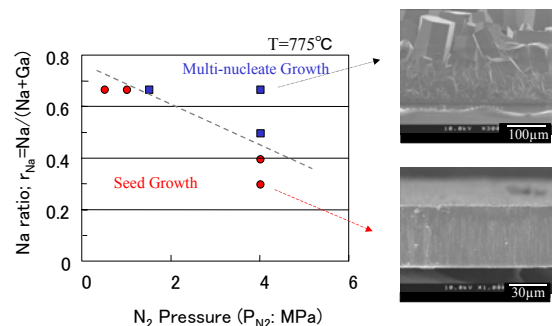 T=775℃
Multi-nucleate Growth
Seed Growth
Na ratio; rNa=Na/(Na+Ga)
0.8
0.6
0.4
0.2
0
0 2 4 6
N2 Pressure (PN2: MPa)
100μm
30μm